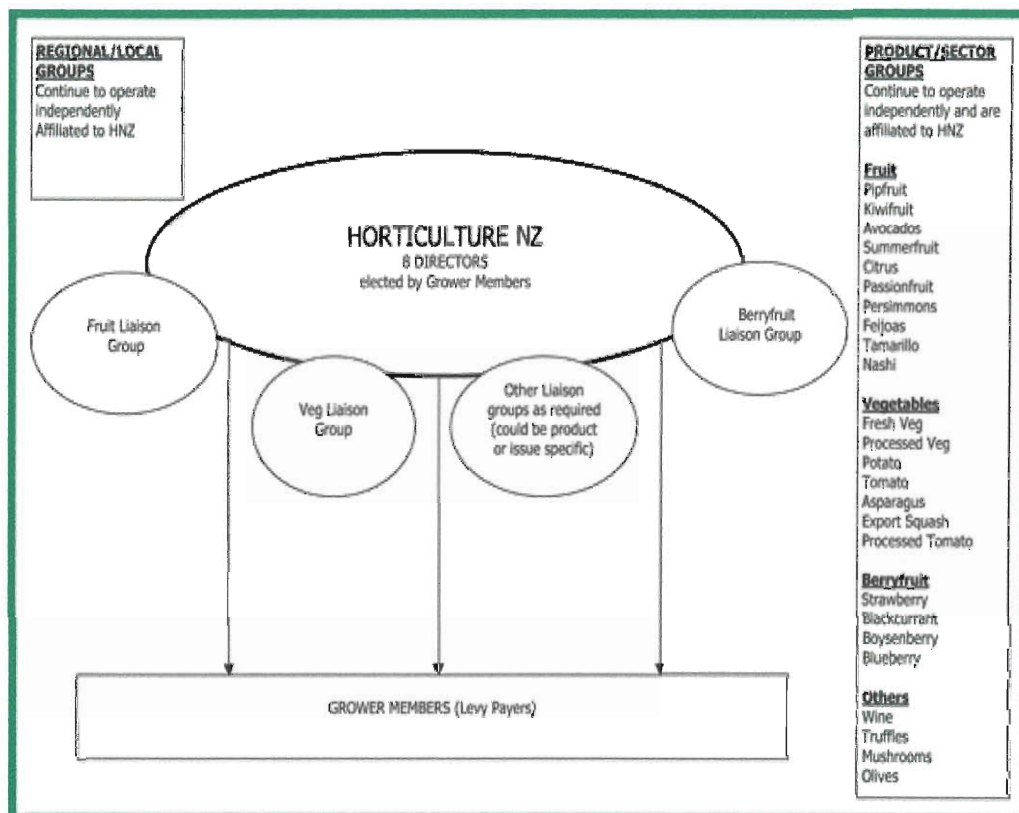 REGIONAL/LOCAL
GROUPS
Continue to operate
independently
Affiliated to HNZ
HORTICULTURE NZ
8 DIRECTORS
elected by Grower Members
Fruit Liaison
Group
Veg Liaison
Group
Other Liaison
groups as required
(could be product
or issue specific)
Berryfruit
Liaison Group
GROWER MEMBERS (Levy Payers)
PRODUCT/SECTOR
GROUPS
Continue to operate
independently and are
affiliated to HNZ
Fruit
Pipfruit
Kiwifruit
Avocados
Summerfruit
Citrus
Passionfruit
Persimmons
Feijoas
Tamarillo
Nashi
Vegetables
Fresh Veg
Processed Veg
Potato
Tomato
Asparagus
Export Squash
Processed Tomato
Berryfruit
Strawberry
Blackcurrant
Boysenberry
Blueberry
Others
Wine
Truffles
Mushrooms
Olives